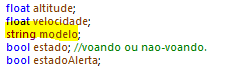 float altitude;
float velocidade;
string modelo;
bool estado; //voando ou nao-voando.
bool estadoAlerta;